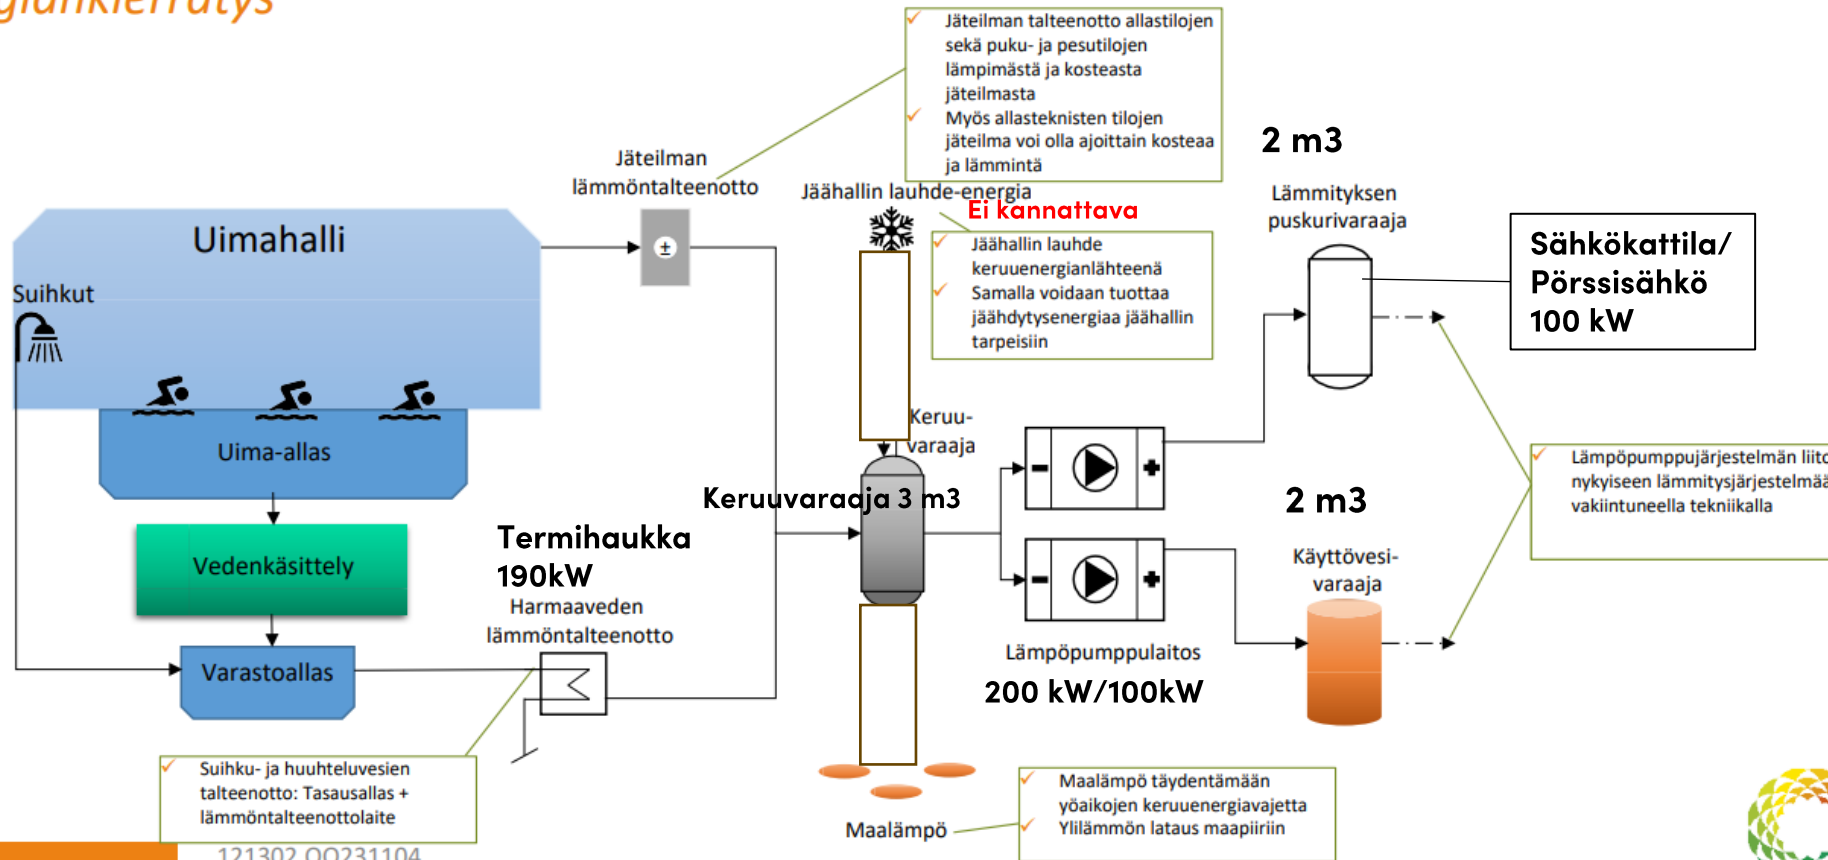 Jäteilman talteenotto allastilojen
sekä puku- ja pesutilojen
lämpimästä ja kosteasta
jäteilmasta
Myös allasteknisten tilojen
jäteilma voi olla ajoittain kosteaa
ja lämmintä
2 m3
Jäteilman
lämmöntalteenotto
Jäähallin lauhde-energia
Ei kannattava
Jäähallin lauhde
keruuenergianlähteenä
Samalla voidaan tuottaa
jäähdytysenergiaa jäähallin
tarpeisiin
Lämmityksen
puskurivaraaja
Sähkökattila/
Pörssisähkö
100 kW
Uimahalli
Suihkut
±
Uima-allas
Vedenkäsittely
Varastoallas
Keruu-
varaaja
Keruuvaraaja 3 m3
Termihaukka
190kW
Harmaaveden
lämmöntalteenotto
Lämpöpumppulaitos
200 kW/100kW
2 m3
Käyttövesi-
varaaja
Lämpöpumppujärjestelmän
nykyiseen
vakiintuneella tekniikalla
Suihku- ja huuhteluvesien
talteenotto: Tasausallas +
lämmöntalteenottolaite
Maalämpö
Maalämpö täydentämään
yöaikojen keruuenergiavajetta
Ylilämmön lataus maapiiriin